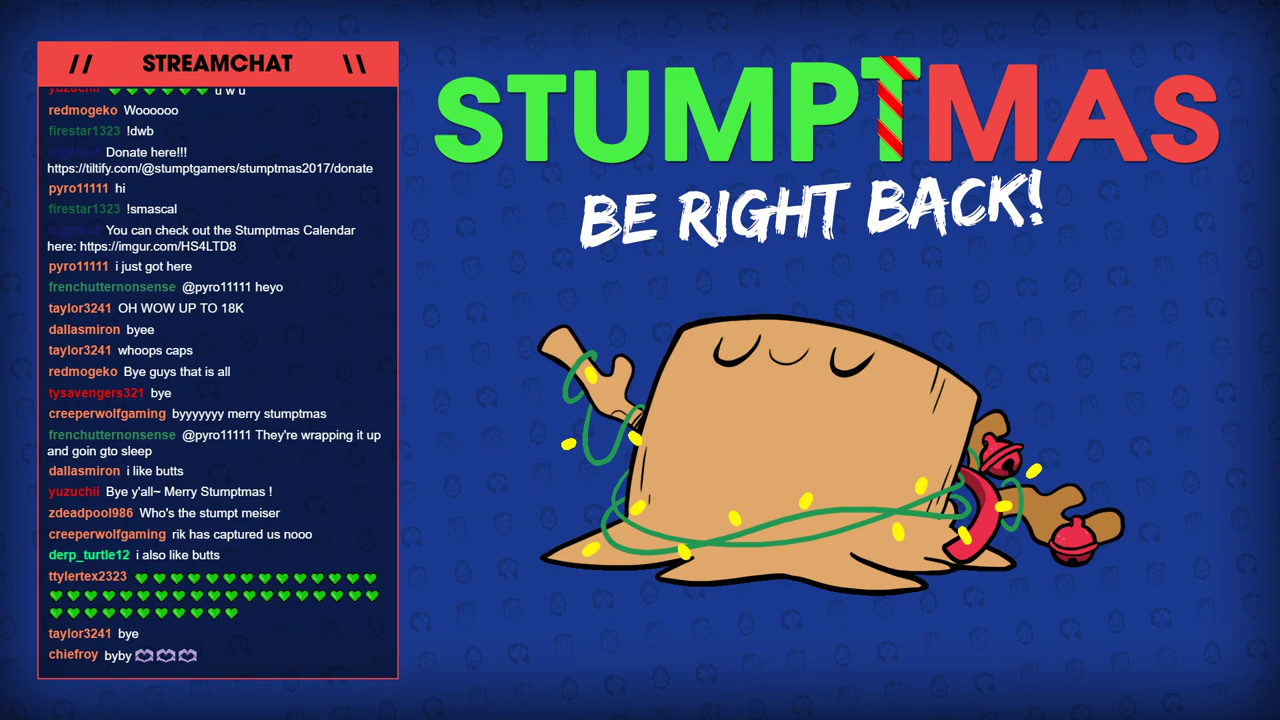 // STREAMCHAT \\
yuzuchii u w u
redmogeko Woooooo
firestar1323 !dwb
Donate here!!!
https://tiltify.com/@stumptgamers/stumptmas2017/donate
pyro11111 hi
firestar1323 !smascal
You can check out the Stumptmas Calendar
here: https://imgur.com/HS4LTD8
pyro11111 i just got here
frenchutternonsense @pyro11111 heyo
taylor3241 OH WOW UP TO 18K
dallasmiron byee
taylor3241 whoops caps
redmogeko Bye guys that is all
tysavengers321 bye
creeperwolfgaming byyyyyyy merry stumptmas
frenchutternonsense @pyro11111 They're wrapping it up
and goin gto sleep
dallasmiron i like butts
yuzuchii Bye y'all~ Merry Stumptmas !
zdeadpool986 Who's the stumpt meiser
creeperwolfgaming rik has captured us nooo
derp_turtle12 i also like butts
ttylertex2323
taylor3241 bye
chiefroy byby
STUMPTMAS
BE RIGHT BACK!